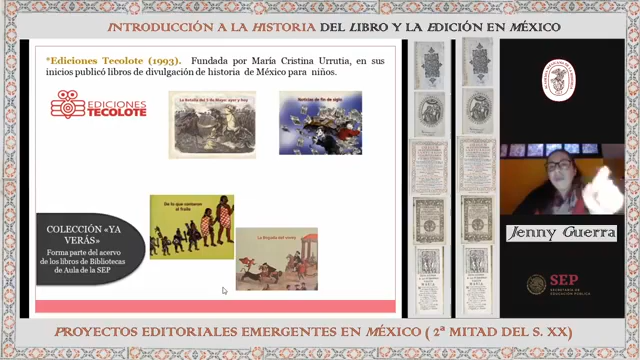 INTRODUCCIÓN A LA HISTORIA DEL LIBRO Y LA EDICIÓN EN MÉXICO
*Ediciones Tecolote (1993). Fundada por María Cristina Urrutia, en sus
inicios publicó libros de divulgación de historia de México para niños.
EDICIONES
TECOLOTE
La Batalla del 5 de Mayo: ayer y hoy
Noticias de fin de siglo
De lo que contaron
al fraile
COLECCIÓN «YA
VERÁS»
Forma parte del acervo
de los libros de Bibliotecas
de Aula de la SEP
Jenny Guerra
SEP
SECRETARÍA DE
EDUCACIÓN PÚBLICA
PROYECTOS EDITORIALES EMERGENTES EN MÉXICO ( 2ª MITAD DEL S. XX)